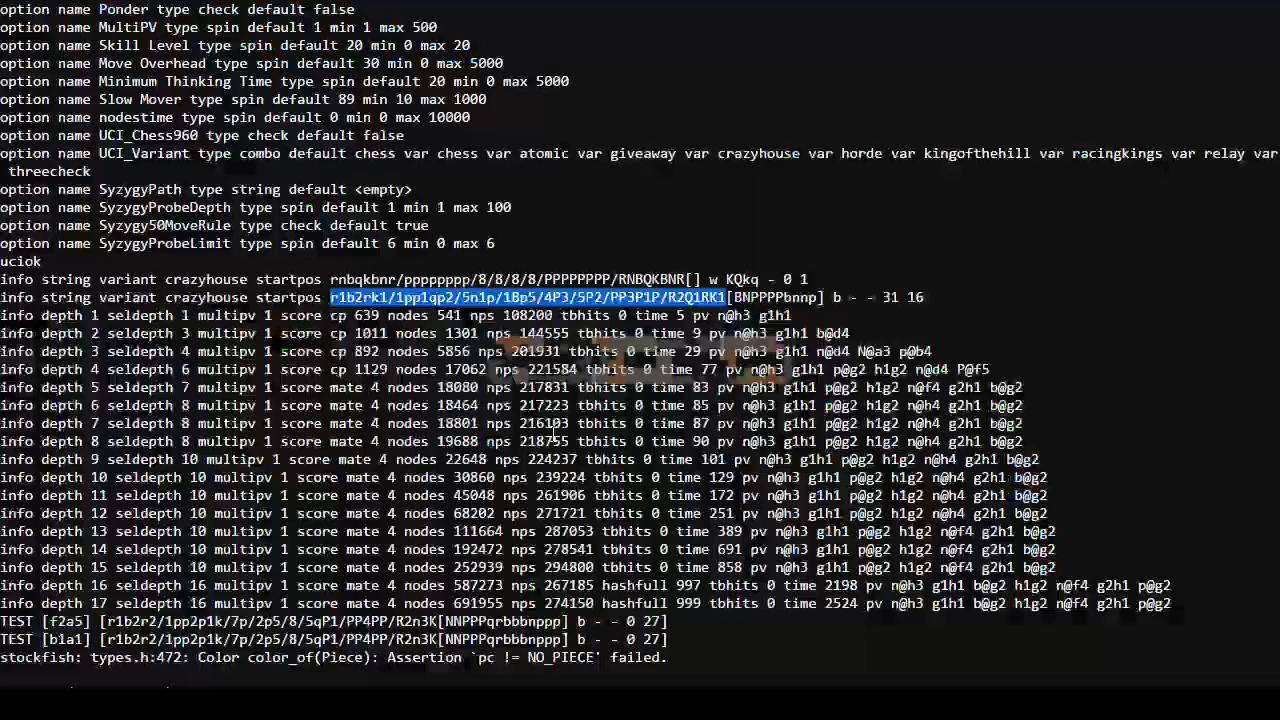 option name Ponder type check default false
option name MultiPV type spin default 1 min 1 max 500
option name Skill Level type spin default 20 min 0 max 20
option name Move Overhead type spin default 30 min 0 max 5000
option name Minimum Thinking Time type spin default 20 min 0 max 5000
option name Slow Mover type spin default 89 min 10 max 1000
option name nodestime type spin default 0 min 0 max 10000
option name UCI_Chess960 type check default false
option name UCI_Variant type combo default chess var chess var atomic var giveaway var crazyhouse var horde var kingofthehill var racingkings var relay var
threecheck
option name SyzygyPath type string default <empty>
option name SyzygyProbeDepth type spin default 1 min 1 max 100
option name Syzygy50MoveRule type check default true
option name SyzygyProbeLimit type spin default 6 min 0 max 6
uciok
info string variant crazyhouse startpos rnbqkbnr/pppppppp/8/8/8/8/PPPPPPPP/RNBQKBNR[] w KQkq - 0 1
info string variant crazyhouse startpos r1b2rk1/1pp1qp2/5n1p/1Bp5/4P3/5P2/PP3P1P/R2Q1RK1[BNPPPPbnnp] b - - 31 16
info depth 1 seldepth 1 multipv 1 score cp 639 nodes 541 nps 108200 tbhits 0 time 5 pv n@h3 g1h1
info depth 2 seldepth 3 multipv 1 score cp 1011 nodes 1301 nps 144555 tbhits 0 time 9 pv n@h3 g1h1 b@d4
info depth 3 seldepth 4 multipv 1 score cp 892 nodes 5856 nps 201931 tbhits 0 time 29 pv n@h3 g1h1 n@d4 N@a3 p@b4
info depth 4 seldepth 6 multipv 1 score cp 1129 nodes 17062 nps 221584 tbhits 0 time 77 pv n@h3 g1h1 p@g2 h1g2 n@d4 P@f5
info depth 5 seldepth 7 multipv 1 score mate 4 nodes 18080 nps 217831 tbhits 0 time 83 pv n@h3 g1h1 p@g2 h1g2 n@f4 g2h1 b@g2
info depth 6 seldepth 8 multipv 1 score mate 4 nodes 18464 nps 217223 tbhits 0 time 85 pv n@h3 g1h1 p@g2 h1g2 n@h4 g2h1 b@g2
info depth 7 seldepth 8 multipv 1 score mate 4 nodes 18801 nps 216103 tbhits 0 time 87 pv n@h3 g1h1 p@g2 h1g2 n@h4 g2h1 b@g2
info depth 8 seldepth 8 multipv 1 score mate 4 nodes 19688 nps 218755 tbhits 0 time 90 pv n@h3 g1h1 p@g2 h1g2 n@h4 g2h1 b@g2
info depth 9 seldepth 10 multipv 1 score mate 4 nodes 22648 nps 224237 tbhits 0 time 101 pv n@h3 g1h1 p@g2 h1g2 n@h4 g2h1 b@g2
info depth 10 seldepth 10 multipv 1 score mate 4 nodes 30860 nps 239224 tbhits 0 time 129 pv n@h3 g1h1 p@g2 h1g2 n@h4 g2h1 b@g2
info depth 11 seldepth 10 multipv 1 score mate 4 nodes 45048 nps 261906 tbhits 0 time 172 pv n@h3 g1h1 p@g2 h1g2 n@h4 g2h1 b@g2
info depth 12 seldepth 10 multipv 1 score mate 4 nodes 68202 nps 271721 tbhits 0 time 251 pv n@h3 g1h1 p@g2 h1g2 n@h4 g2h1 b@g2
info depth 13 seldepth 10 multipv 1 score mate 4 nodes 111664 nps 287053 tbhits 0 time 389 pv n@h3 g1h1 p@g2 h1g2 n@f4 g2h1 b@g2
info depth 14 seldepth 10 multipv 1 score mate 4 nodes 192472 nps 278541 tbhits 0 time 691 pv n@h3 g1h1 p@g2 h1g2 n@f4 g2h1 b@g2
info depth 15 seldepth 10 multipv 1 score mate 4 nodes 252939 nps 294800 tbhits 0 time 858 pv n@h3 g1h1 p@g2 h1g2 n@f4 g2h1 b@g2
info depth 16 seldepth 16 multipv 1 score mate 4 nodes 587273 nps 267185 hashfull 997 tbhits 0 time 2198 pv n@h3 g1h1 b@g2 h1g2 n@f4 g2h1 p@g2
info depth 17 seldepth 16 multipv 1 score mate 4 nodes 691955 nps 274150 hashfull 999 tbhits 0 time 2524 pv n@h3 g1h1 b@g2 h1g2 n@f4 g2h1 p@g2
TEST [f2a5] [r1b2r2/1pp2p1k/7p/2p5/8/5qP1/PP4PP/R2n3K[NNPPPqrbbbnppp] b - - 0 27]
TEST [b1a1] [r1b2r2/1pp2p1k/7p/2p5/8/5qP1/PP4PP/R2n3K[NNPPPqrbbbnppp] b - - 0 27]
stockfish: types.h:472: Color color_of(Piece): Assertion `pc != NO_PIECE' failed.